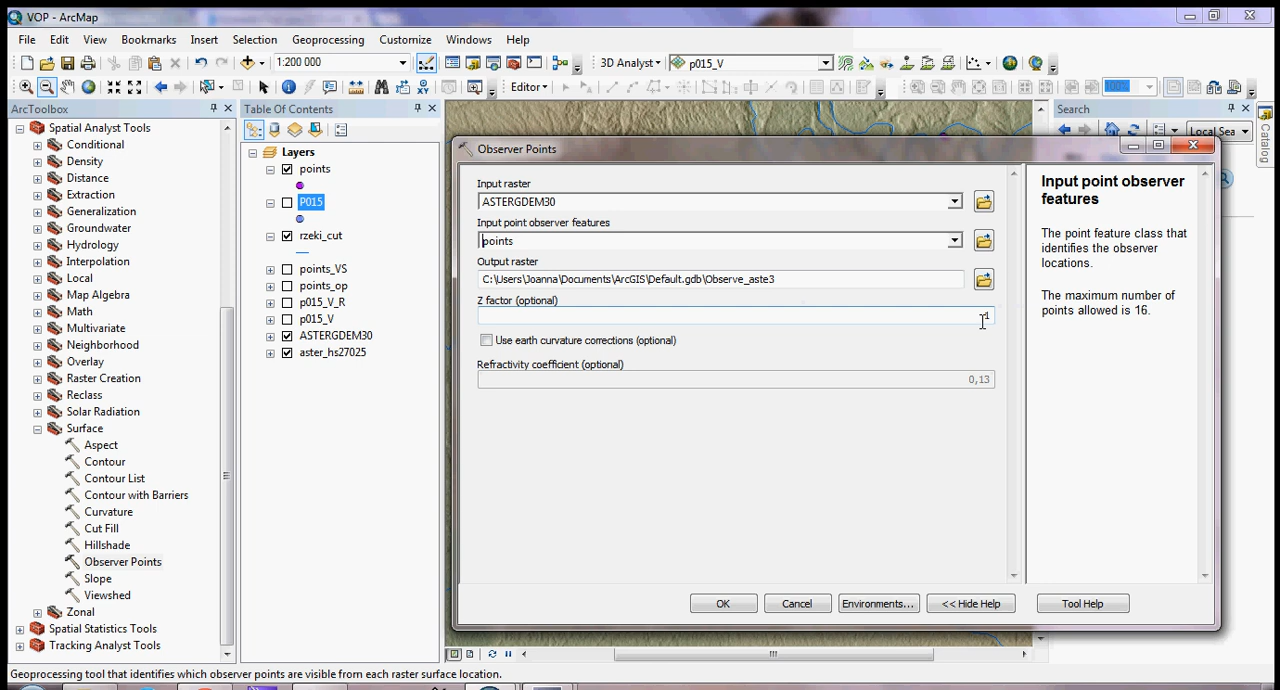 VOP - ArcMap
File Edit View Bookmarks Insert Selection Geoprocessing Customize Windows Help
1:200 000
3D Analyst
p015_V
Editor
100%
ArcToolbox
Spatial Analyst Tools
Conditional
Density
Distance
Extraction
Generalization
Groundwater
Hydrology
Interpolation
Local
Map Algebra
Math
Multivariate
Neighborhood
Overlay
Raster Creation
Reclass
Solar Radiation
Surface
Aspect
Contour
Contour List
Contour with Barriers
Curvature
Cut Fill
Hillshade
Observer Points
Slope
Viewshed
Zonal
Spatial Statistics Tools
Tracking Analyst Tools
Table Of Contents
Layers
points
P015
rzeki_cut
points_VS
points_op
p015_V_R
p015_V
ASTERGDEM30
aster_hs27025
Search
Local Sea
Catalog
Observer Points
Input raster
ASTERGDEM30
Input point observer features
points
Output raster
C:\Users\Joanna\Documents\ArcGIS\Default.gdb\Observe_aste3
Z factor (optional)
1
Use earth curvature corrections (optional)
Refractivity coefficient (optional)
0,13
OK
Cancel
Environments...
<< Hide Help
Tool Help
Input point observer
features
The point feature class that
identifies the observer
locations.
The maximum number of
points allowed is 16.
Geoprocessing tool that identifies which observer points are visible from each raster surface location.